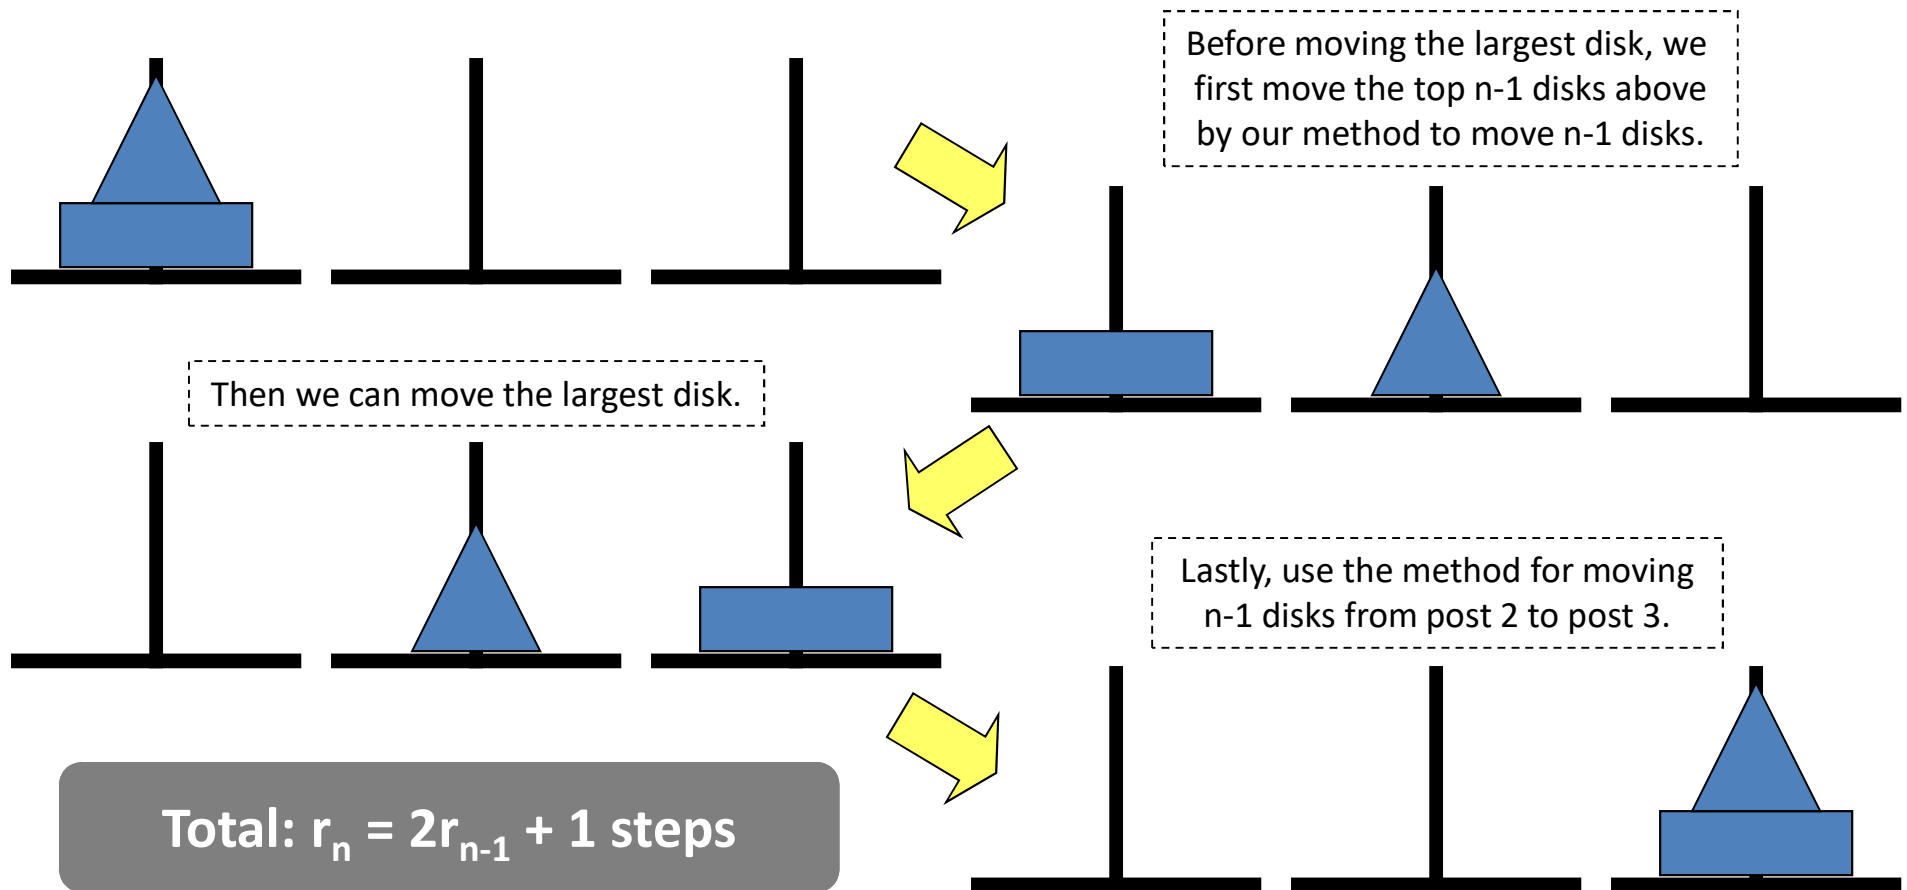 Before moving the largest disk, we
first move the top n-1 disks above
by our method to move n-1 disks.
Then we can move the largest disk.
Lastly, use the method for moving
n-1 disks from post 2 to post 3.
Total: rₙ = 2rₙ₋₁ + 1 steps